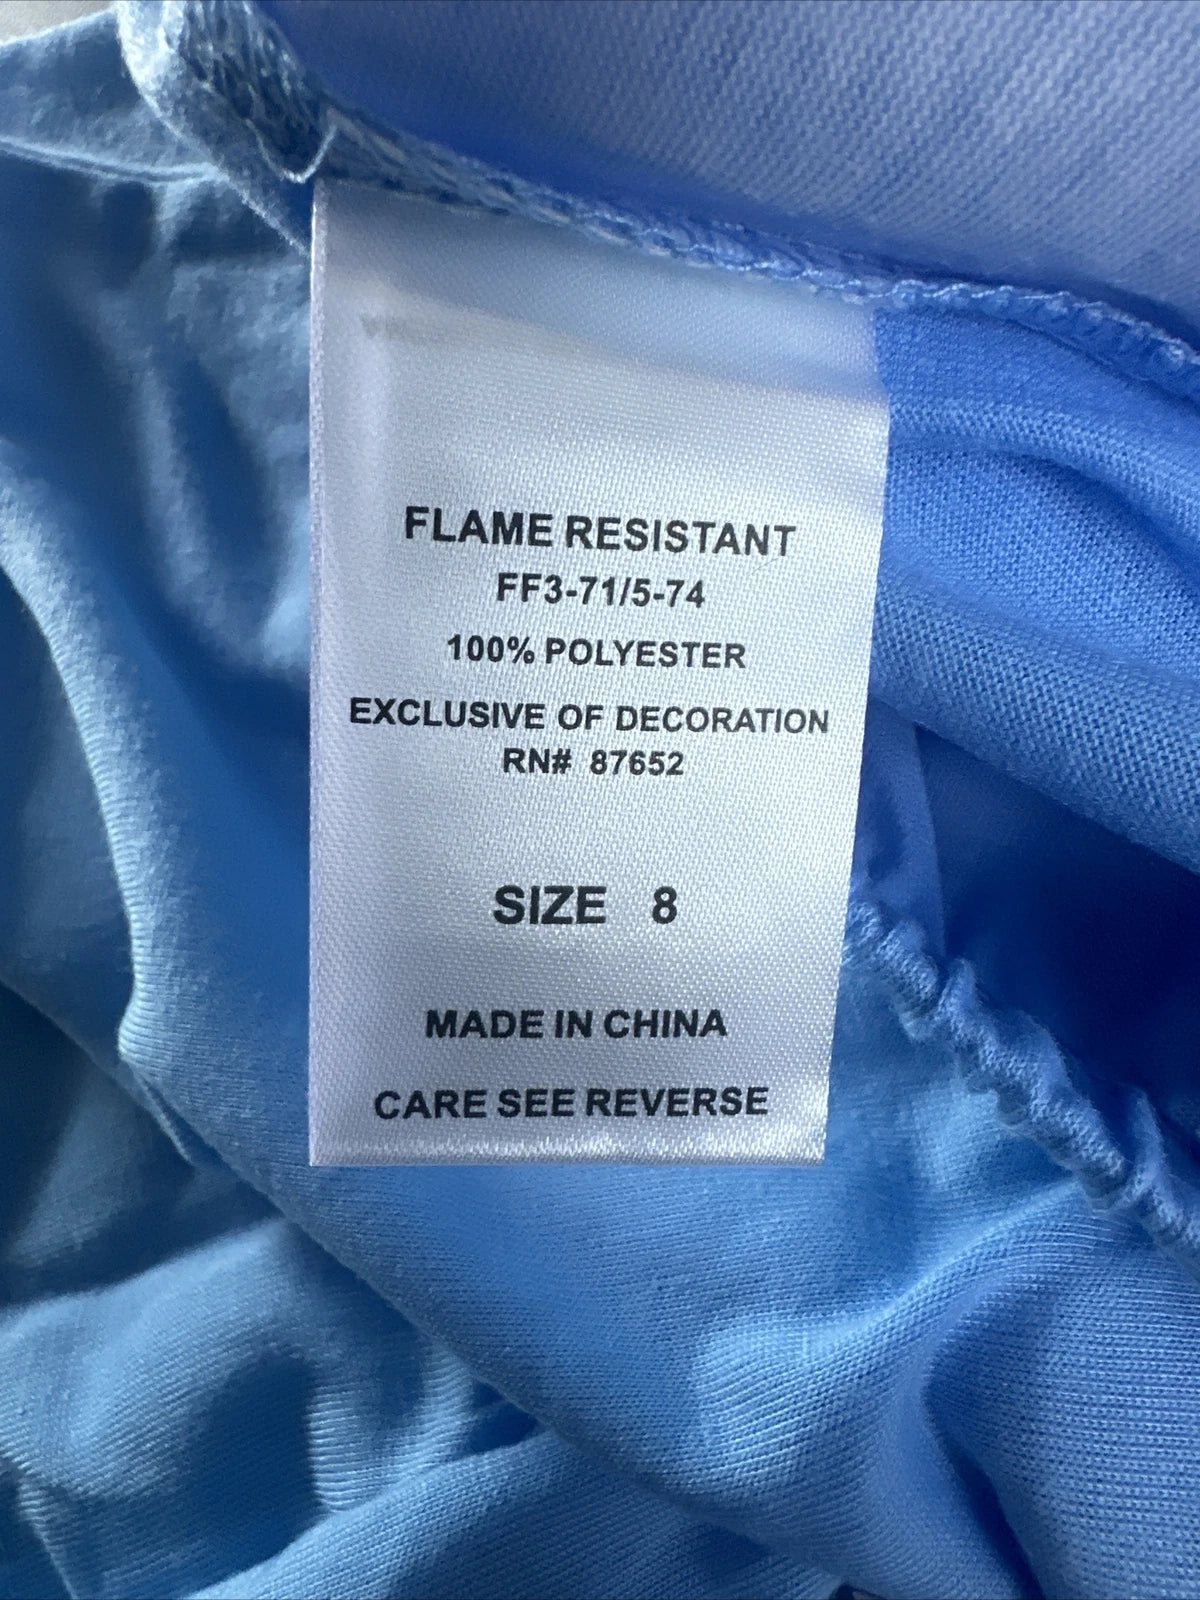 FLAME RESISTANT
FF3-71/5-74
100% POLYESTER
EXCLUSIVE OF DECORATION
RN# 87652
SIZE 8
MADE IN CHINA
CARE SEE REVERSE